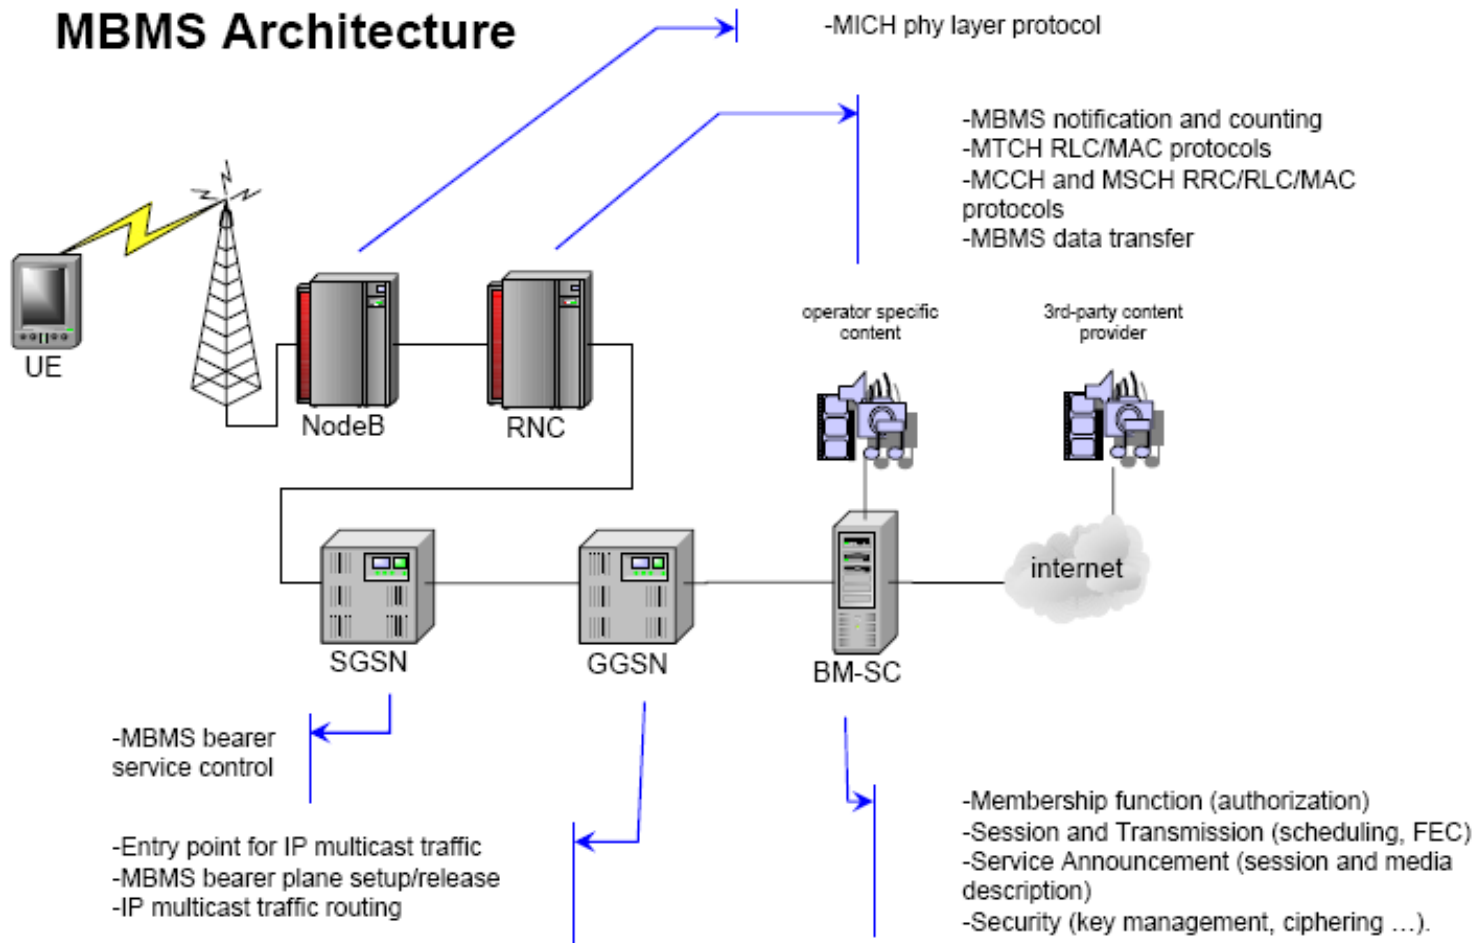 MBMS Architecture
-MICH phy layer protocol
-MBMS notification and counting
-MTCH RLC/MAC protocols
-MCCH and MSCH RRC/RLC/MAC
protocols
-MBMS data transfer
operator specific
content
3rd-party content
provider
UE
NodeB
RNC
internet
SGSN
GGSN
BM-SC
-MBMS bearer
service control
-Entry point for IP multicast traffic
-MBMS bearer plane setup/release
-IP multicast traffic routing
-Membership function (authorization)
-Session and Transmission (scheduling, FEC)
-Service Announcement (session and media
description)
-Security (key management, ciphering ...).